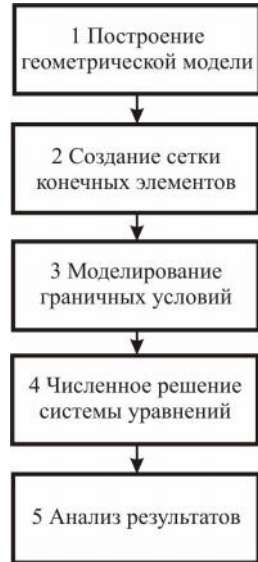 1 Построение
геометрической модели
2 Создание сетки
конечных элементов
3 Моделирование
граничных условий
4 Численное решение
системы уравнений
5 Анализ результатов